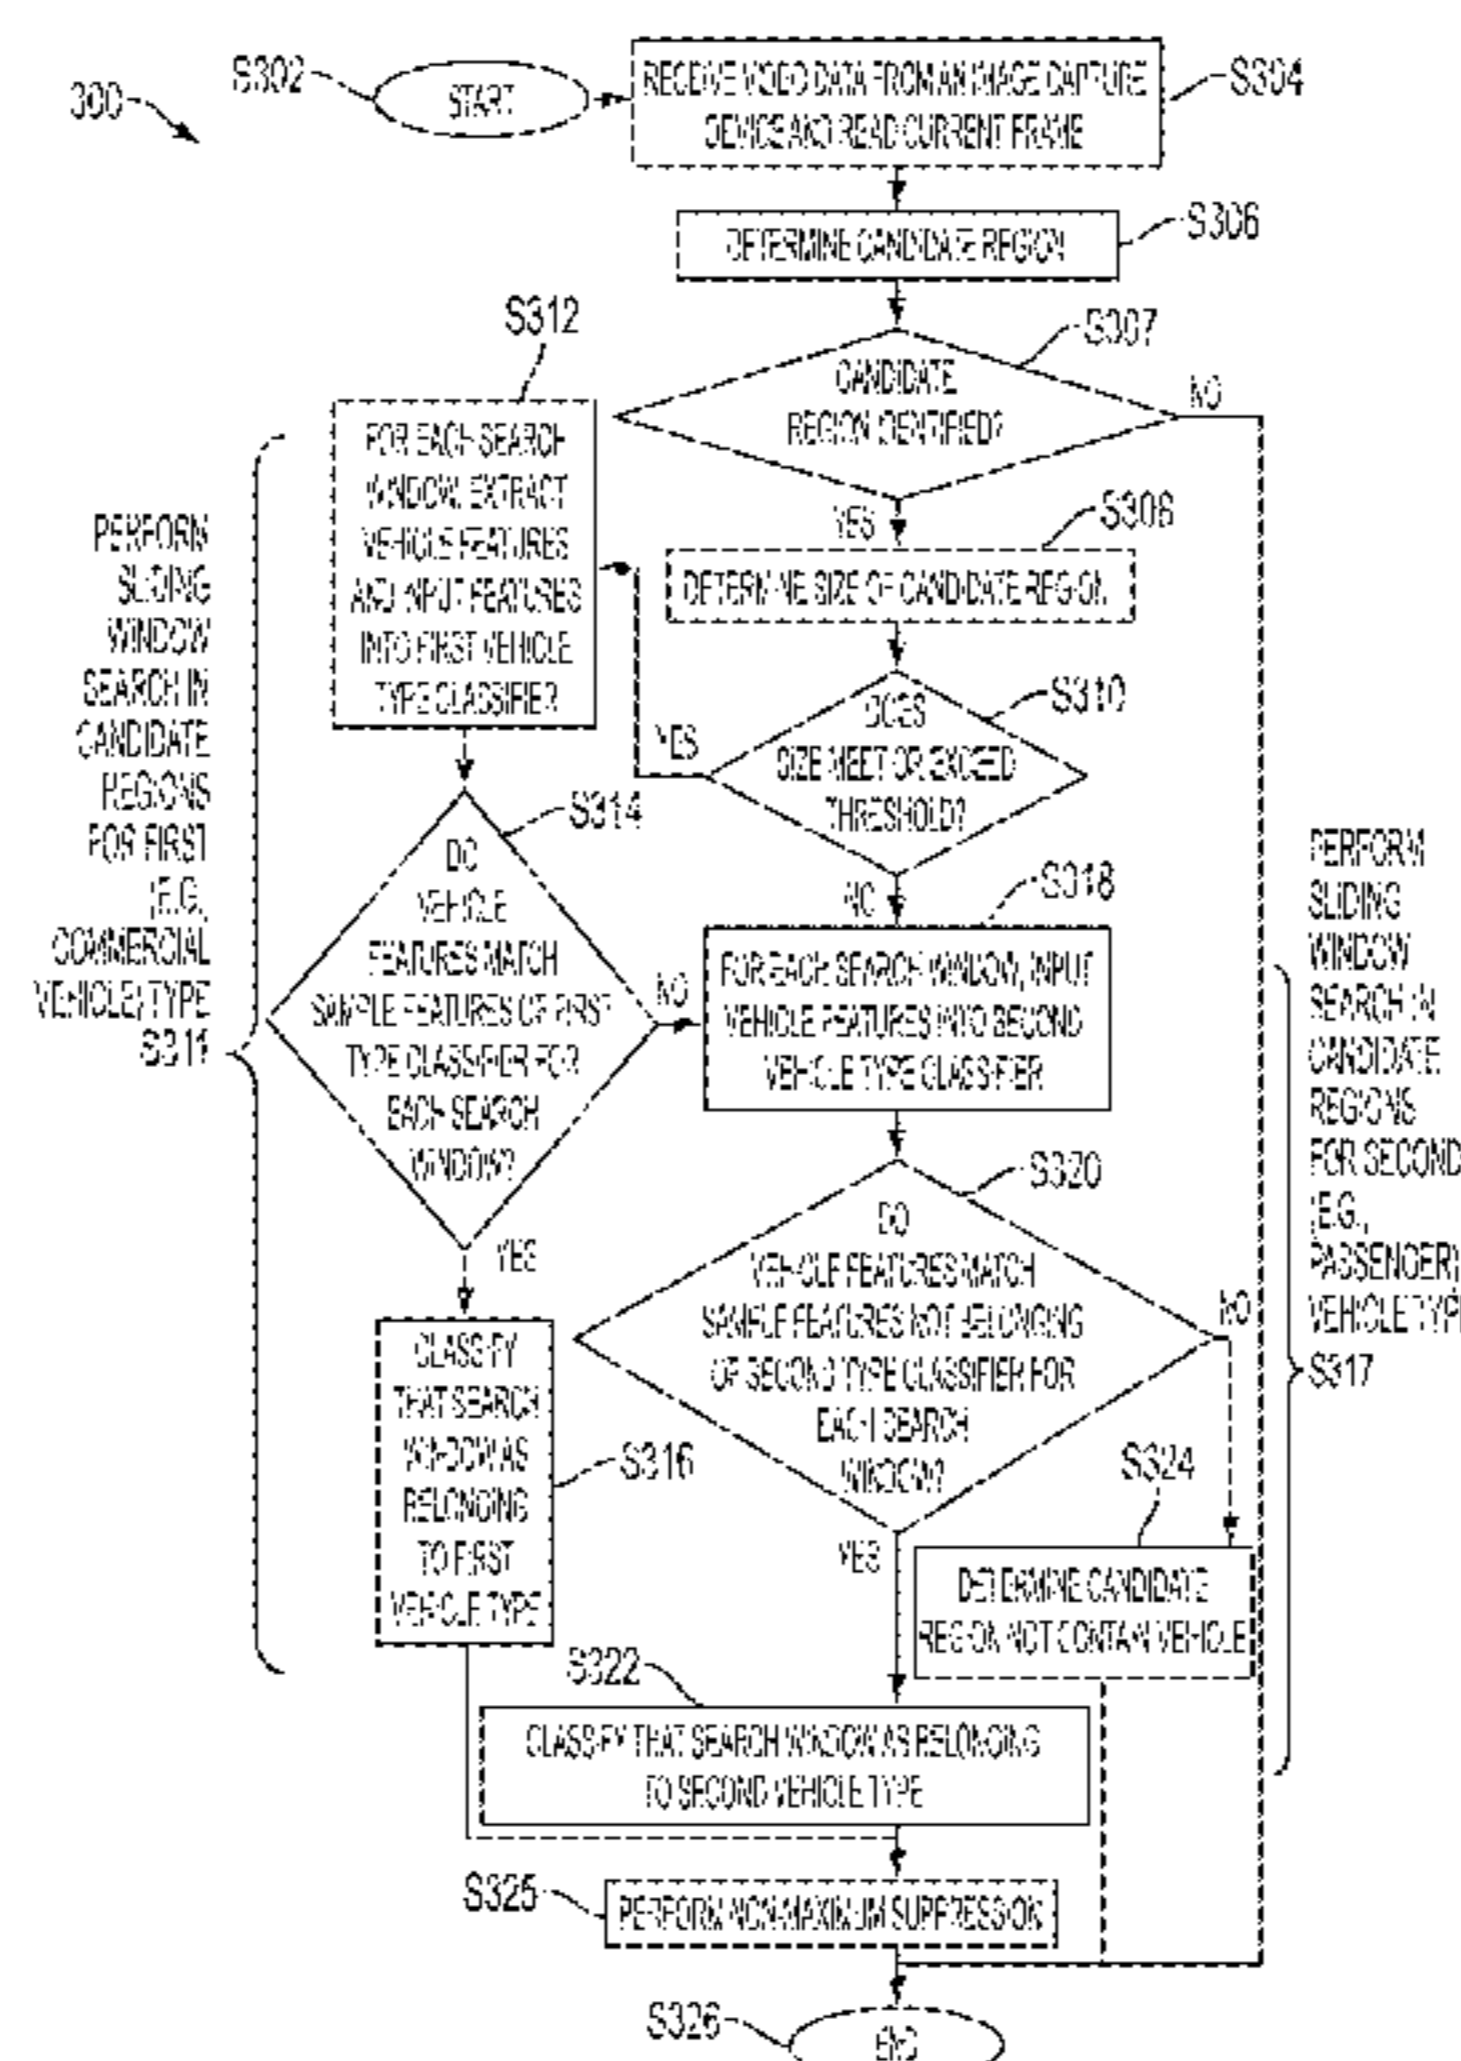 300
S302
START
RECEIVE VIDEO DATA FROM AN IMAGE CAPTURE
DEVICE AND READ CURRENT FRAME
S304
DETERMINE CANDIDATE REGION
S306
CANDIDATE
REGION IDENTIFIED?
S307
NO
YES
DETERMINE SIZE OF CANDIDATE REGION
S308
DOES
SIZE MEET OR EXCEED
THRESHOLD?
S310
YES
NO
S312
FOR EACH SEARCH
WINDOW, EXTRACT
VEHICLE FEATURES
AND INPUT FEATURES
INTO FIRST VEHICLE
TYPE CLASSIFIER
PERFORM
SLIDING
WINDOW
SEARCH IN
CANDIDATE
REGIONS
FOR FIRST
(E.G.,
COMMERCIAL
VEHICLE) TYPE
S311
DO
VEHICLE
FEATURES MATCH
SAMPLE FEATURES OF FIRST
TYPE CLASSIFIER FOR
EACH SEARCH
WINDOW?
S314
NO
YES
CLASSIFY
THAT SEARCH
WINDOW AS
BELONGING
TO FIRST
VEHICLE TYPE
S316
S318
FOR EACH SEARCH WINDOW, INPUT
VEHICLE FEATURES INTO SECOND
VEHICLE TYPE CLASSIFIER
S320
DO
VEHICLE FEATURES MATCH
SAMPLE FEATURES NOT BELONGING
OF SECOND TYPE CLASSIFIER FOR
EACH SEARCH
WINDOW?
NO
YES
PERFORM
SLIDING
WINDOW
SEARCH IN
CANDIDATE
REGIONS
FOR SECOND
(E.G.,
PASSENGER)
VEHICLE TYPE
S317
S324
DETERMINE CANDIDATE
REGION NOT CONTAIN VEHICLE
S322
CLASSIFY THAT SEARCH WINDOW AS BELONGING
TO SECOND VEHICLE TYPE
S325
PERFORM NON-MAXIMUM SUPPRESSION
S326
END